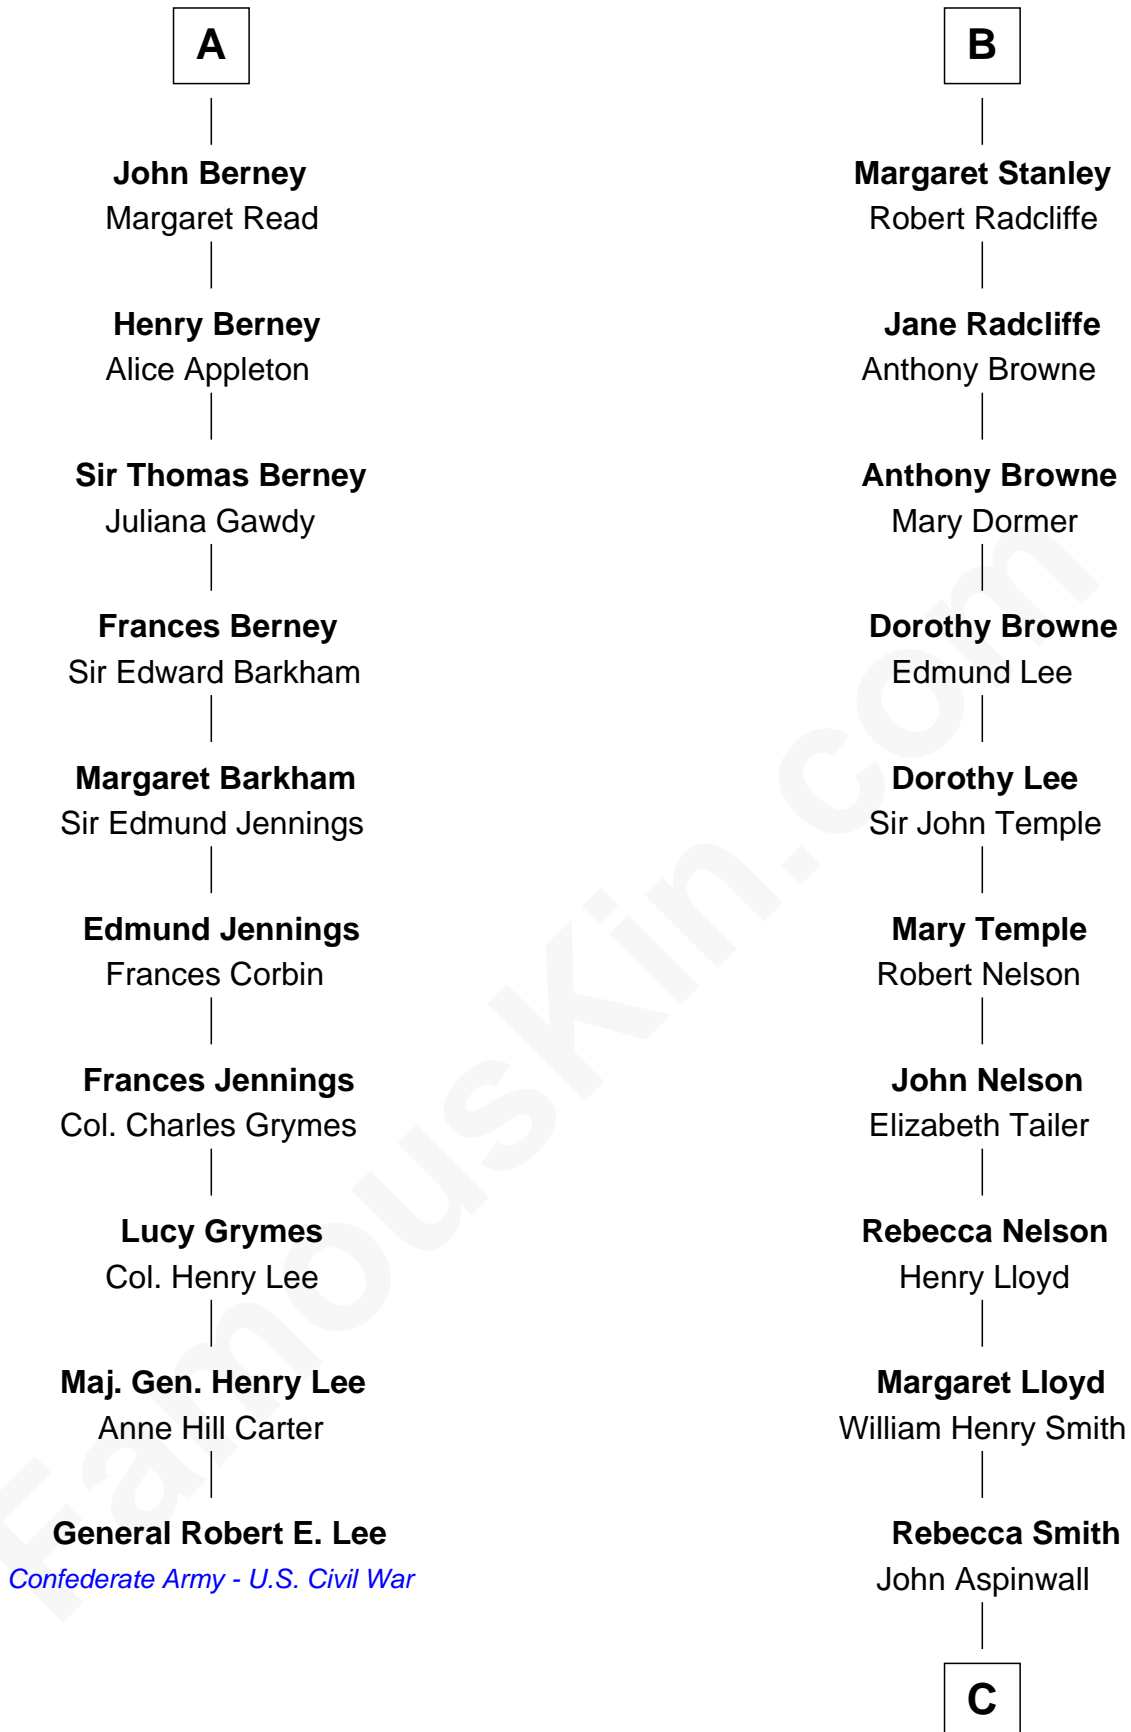 A
John Berney
Margaret Read
Henry Berney
Alice Appleton
Sir Thomas Berney
Juliana Gawdy
Frances Berney
Sir Edward Barkham
Margaret Barkham
Sir Edmund Jennings
Edmund Jennings
Frances Corbin
Frances Jennings
Col. Charles Grymes
Lucy Grymes
Col. Henry Lee
Maj. Gen. Henry Lee
Anne Hill Carter
General Robert E. Lee
Confederate Army - U.S. Civil War
B
Margaret Stanley
Robert Radcliffe
Jane Radcliffe
Anthony Browne
Anthony Browne
Mary Dormer
Dorothy Browne
Edmund Lee
Dorothy Lee
Sir John Temple
Mary Temple
Robert Nelson
John Nelson
Elizabeth Tailer
Rebecca Nelson
Henry Lloyd
Margaret Lloyd
William Henry Smith
Rebecca Smith
John Aspinwall
C
FamousKin.com